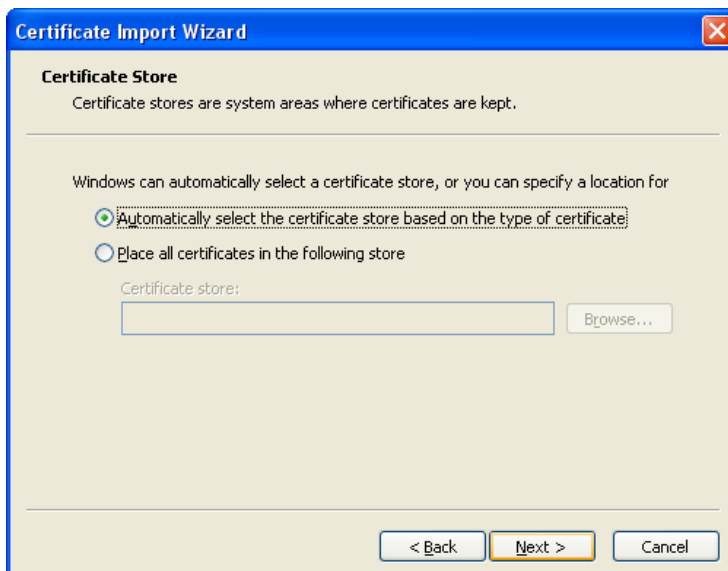 Certificate Import Wizard
Certificate Store
Certificate stores are system areas where certificates are kept.
Windows can automatically select a certificate store, or you can specify a location for
Automatically select the certificate store based on the type of certificate
Place all certificates in the following store
Certificate store:
Browse...
< Back Next > Cancel